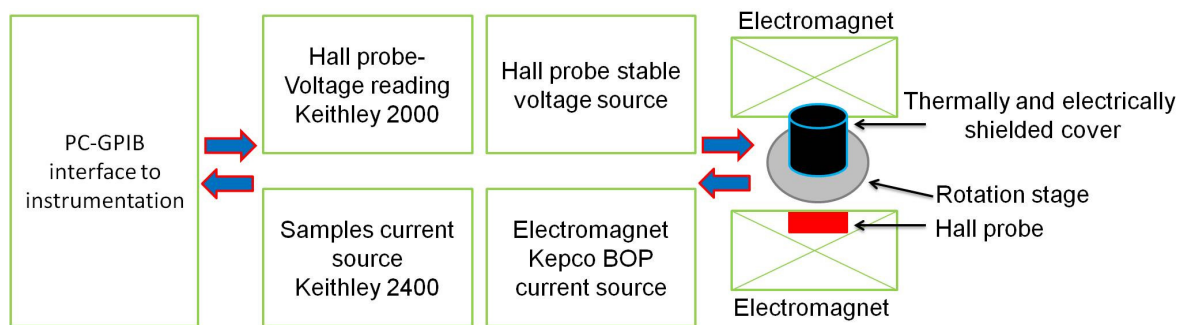 PC-GPIB
interface to
instrumentation
Hall probe-
Voltage reading
Keithley 2000
Hall probe stable
voltage source
Samples current
source
Keithley 2400
Electromagnet
Kepco BOP
current source
Electromagnet
Thermally and electrically
shielded cover
Rotation stage
Hall probe
Electromagnet